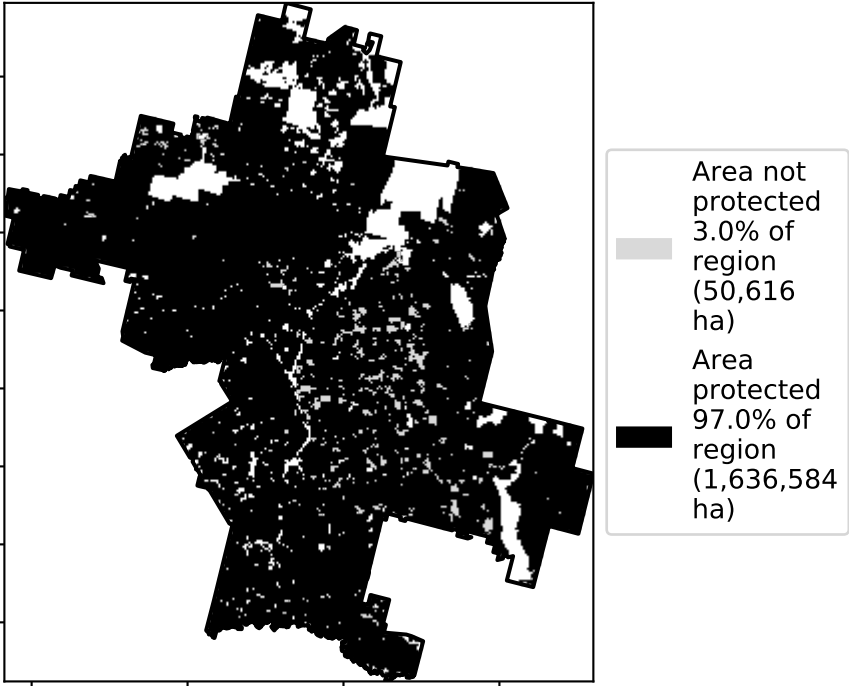 Area not
protected
3.0% of
region
(50,616
ha)
Area
protected
97.0% of
region
(1,636,584
ha)